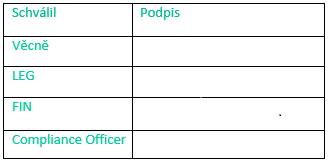 Schválil Podpis
Věcně
LEG
FIN .
Compliance Officer